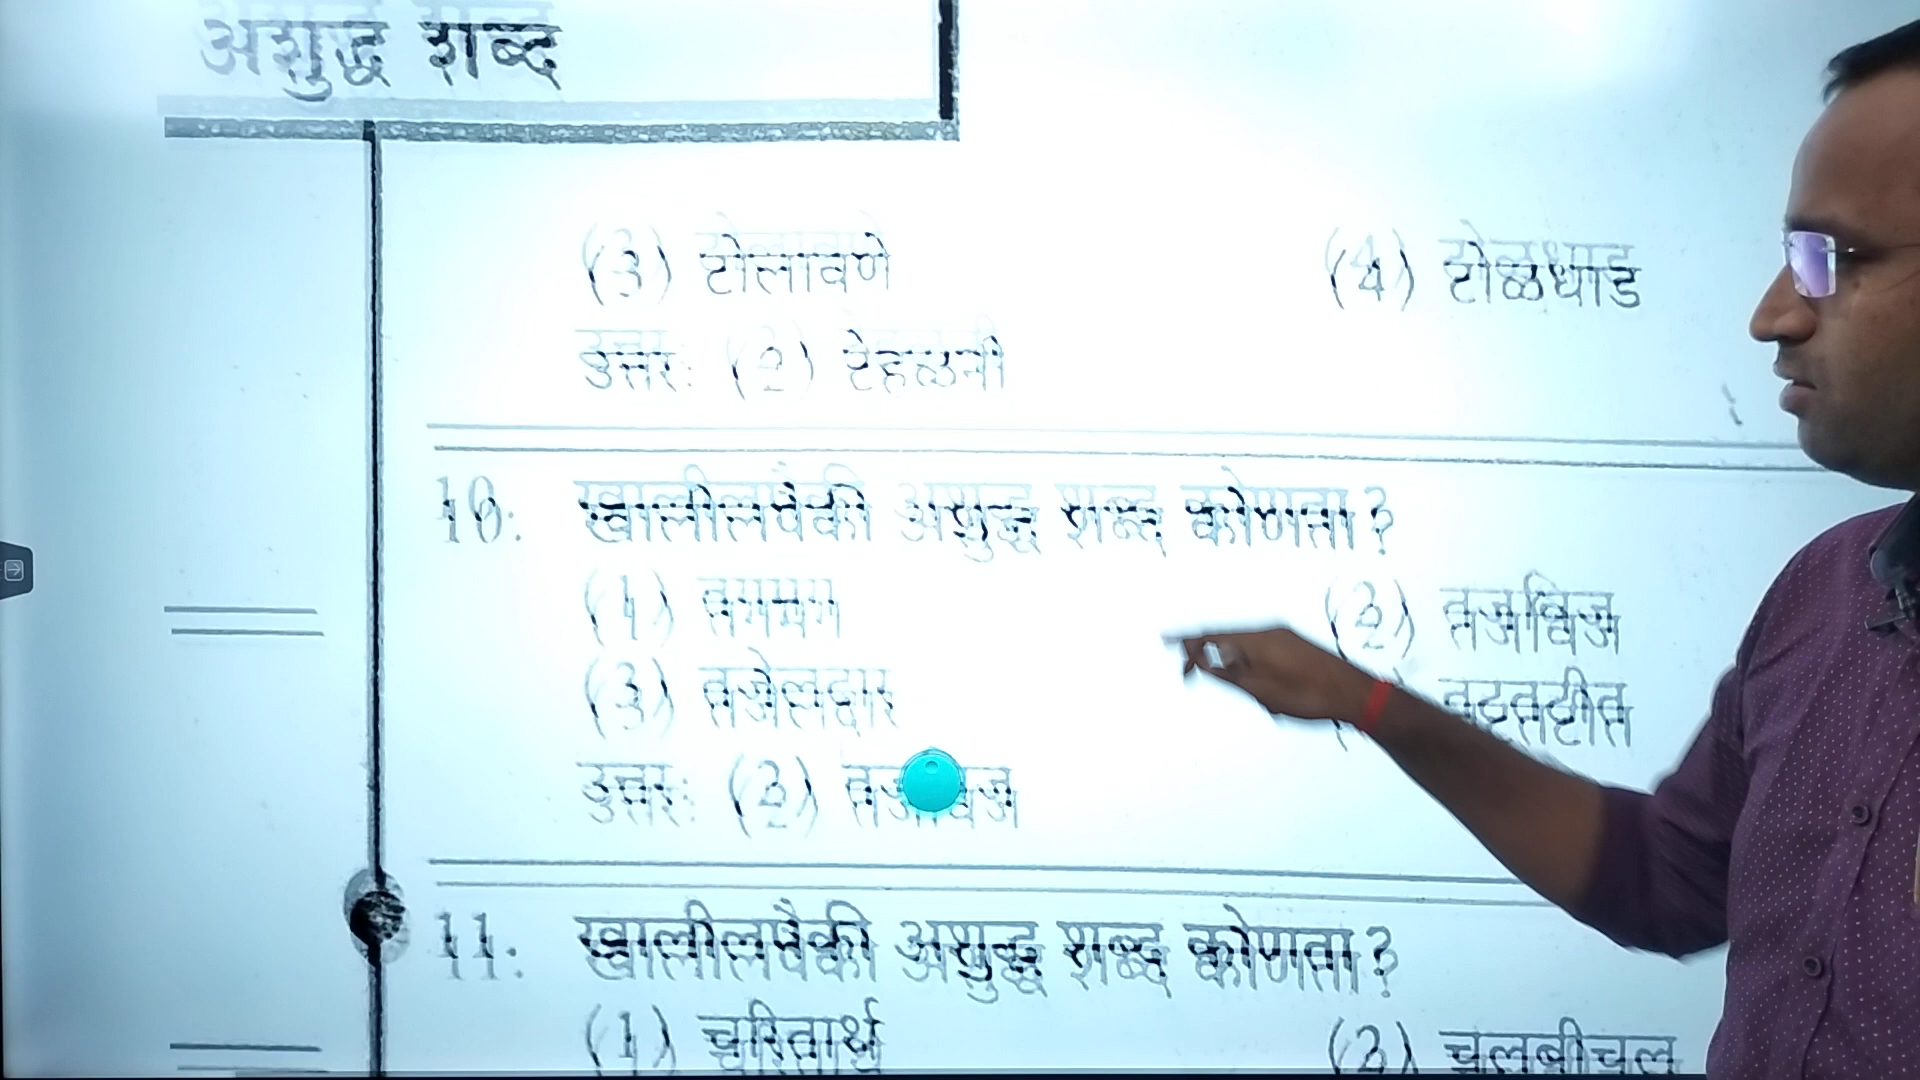 अशुद्ध शब्द
(3) टोलावणे (4) टोळधाड
उत्तर: (2) टेहळनी
10. खालीलपैकी अशुद्ध शब्द कोणता?
(1) तगमग (2) तजविज
(3) तजेलदार तटतटीत
उत्तर: (2)
11. खालीलपैकी अशुद्ध शब्द कोणता?
(1) चरितार्थ (2) चलबीचल